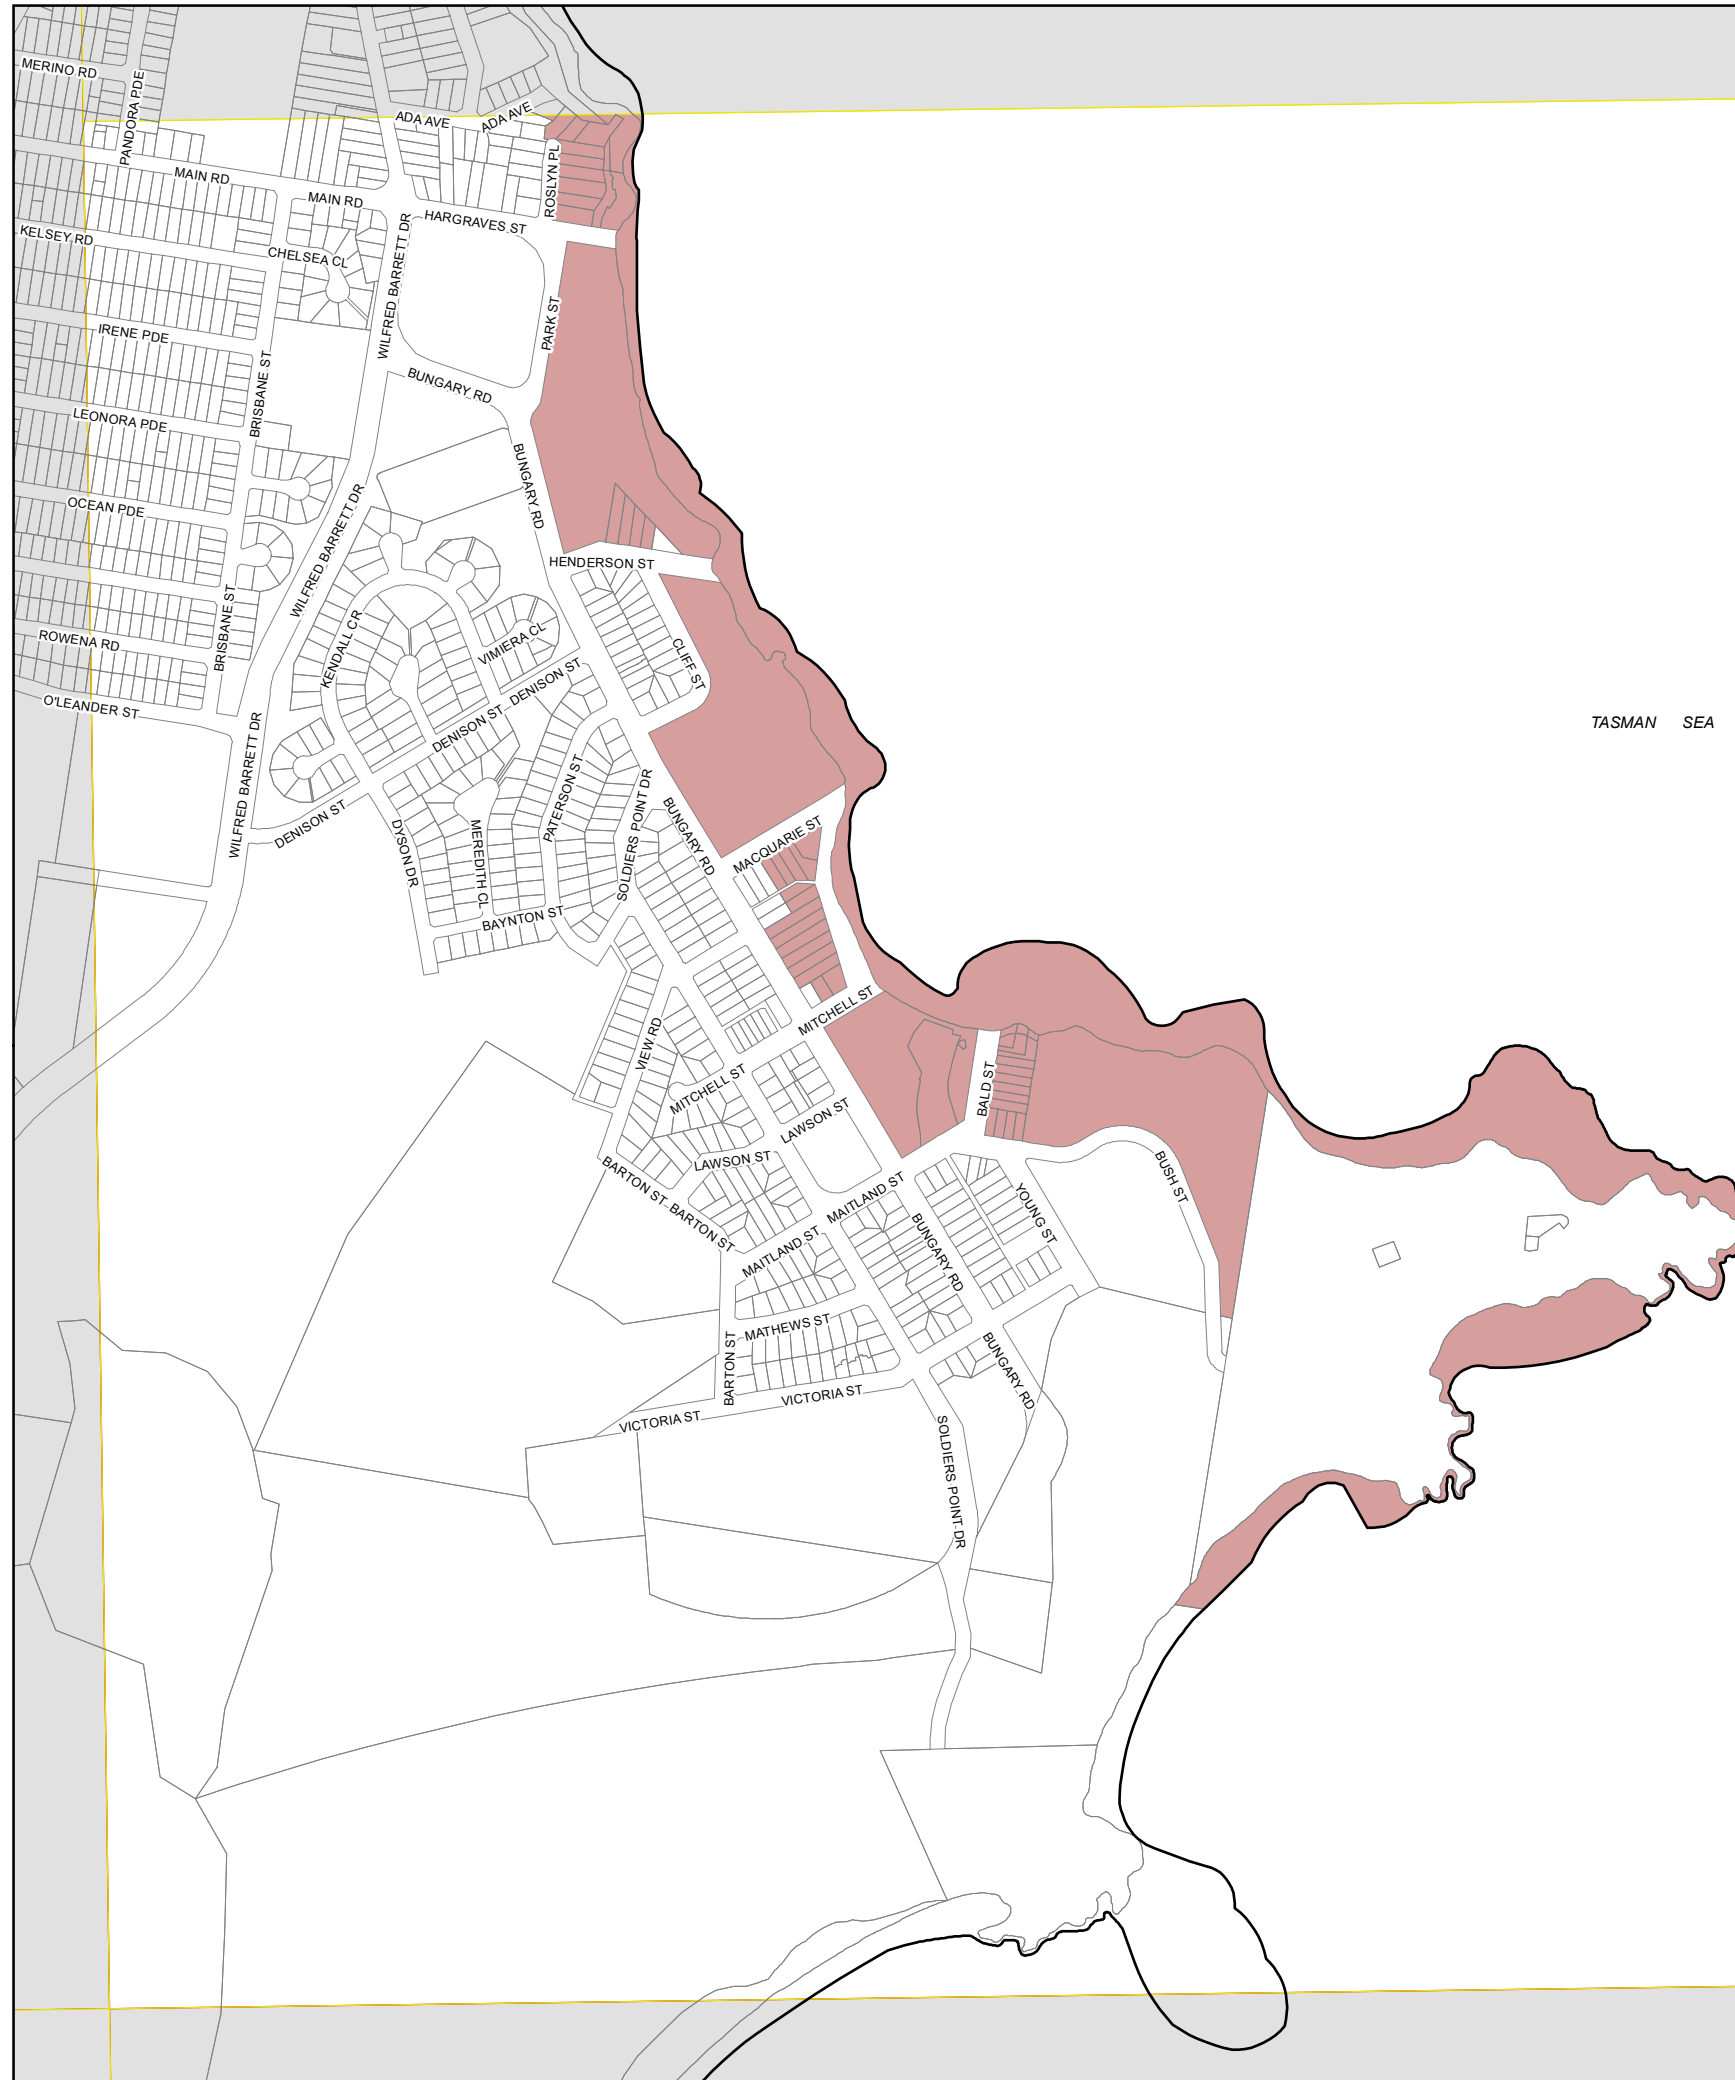 MERINO RD
PANDORA PDE
ADA AVE
ADA AVE
MAIN RD
MAIN RD
ROSLYN PL
HARGRAVES ST
KELSEY RD
CHELSEA CL
WILFRED BARRETT DR
PARK ST
IRENE PDE
BRISBANE ST
BUNGARY RD
LEONORA PDE
BUNGARY RD
OCEAN PDE
WILFRED BARRETT DR
HENDERSON ST
BRISBANE ST
ROWENA RD
KENDALL CR
VIMIERA CL
CLIFF ST
O'LEANDER ST
DENISON ST
DENISON ST
TASMAN SEA
WILFRED BARRETT DR
DENISON ST
DYSON DR
MEREDITH CL
PATERSON ST
SOLDIERS POINT DR
BUNGARY RD
MACQUARIE ST
BAYNTON ST
VIEW RD
MITCHELL ST
MITCHELL ST
BALD ST
LAWSON ST
LAWSON ST
BARTON ST
BARTON ST
MAITLAND ST
MAITLAND ST
BUNGARY RD
YOUNG ST
BUSH ST
MATHEWS ST
BARTON ST
VICTORIA ST
VICTORIA ST
BUNGARY RD
SOLDIERS POINT DR